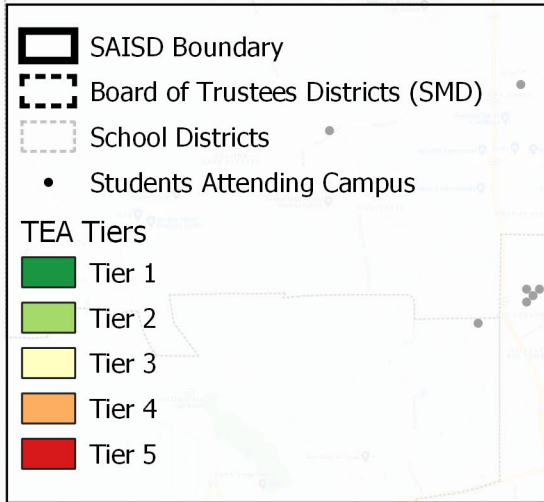 SAISD Boundary
Board of Trustees Districts (SMD)
School Districts
Students Attending Campus
TEA Tiers
Tier 1
Tier 2
Tier 3
Tier 4
Tier 5